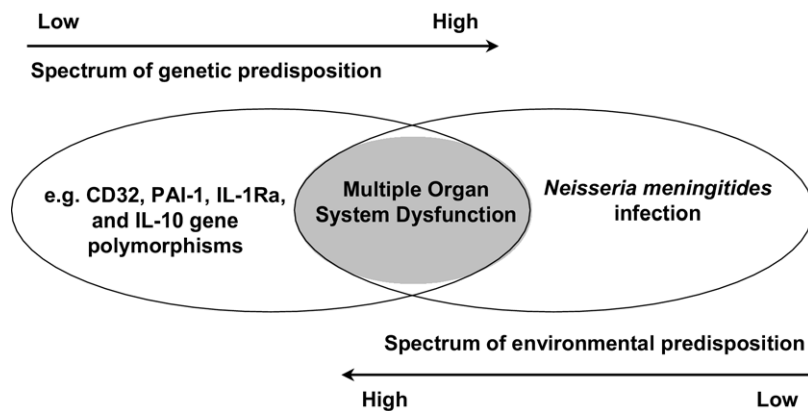 Low High
Spectrum of genetic predisposition
e.g. CD32, PAI-1, IL-1Ra,
and IL-10 gene
polymorphisms
Multiple Organ
System Dysfunction
Neisseria meningitides
infection
Spectrum of environmental predisposition
High Low